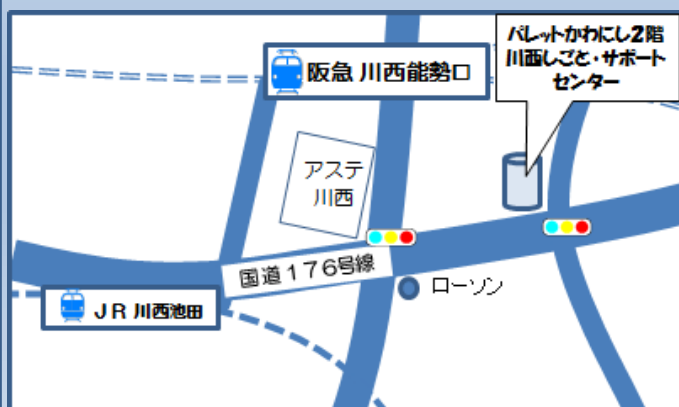 パレットかわにし2階
川西しごと・サポート
センター
阪急 川西能勢口
アステ
川西
国道176号線
ローソン
JR 川西池田